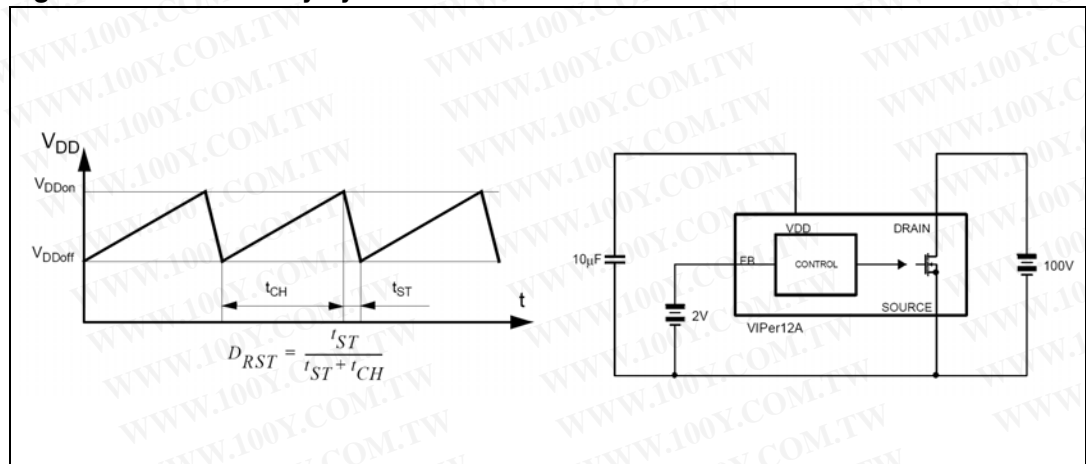 V_DD
V_DDon
V_DDoff
t_CH
t_ST
t
D_RST = t_ST / (t_ST + t_CH)
10µF
FB
2V
VDD
CONTROL
DRAIN
SOURCE
VIPer12A
100V
WWW.100Y.COM.TW